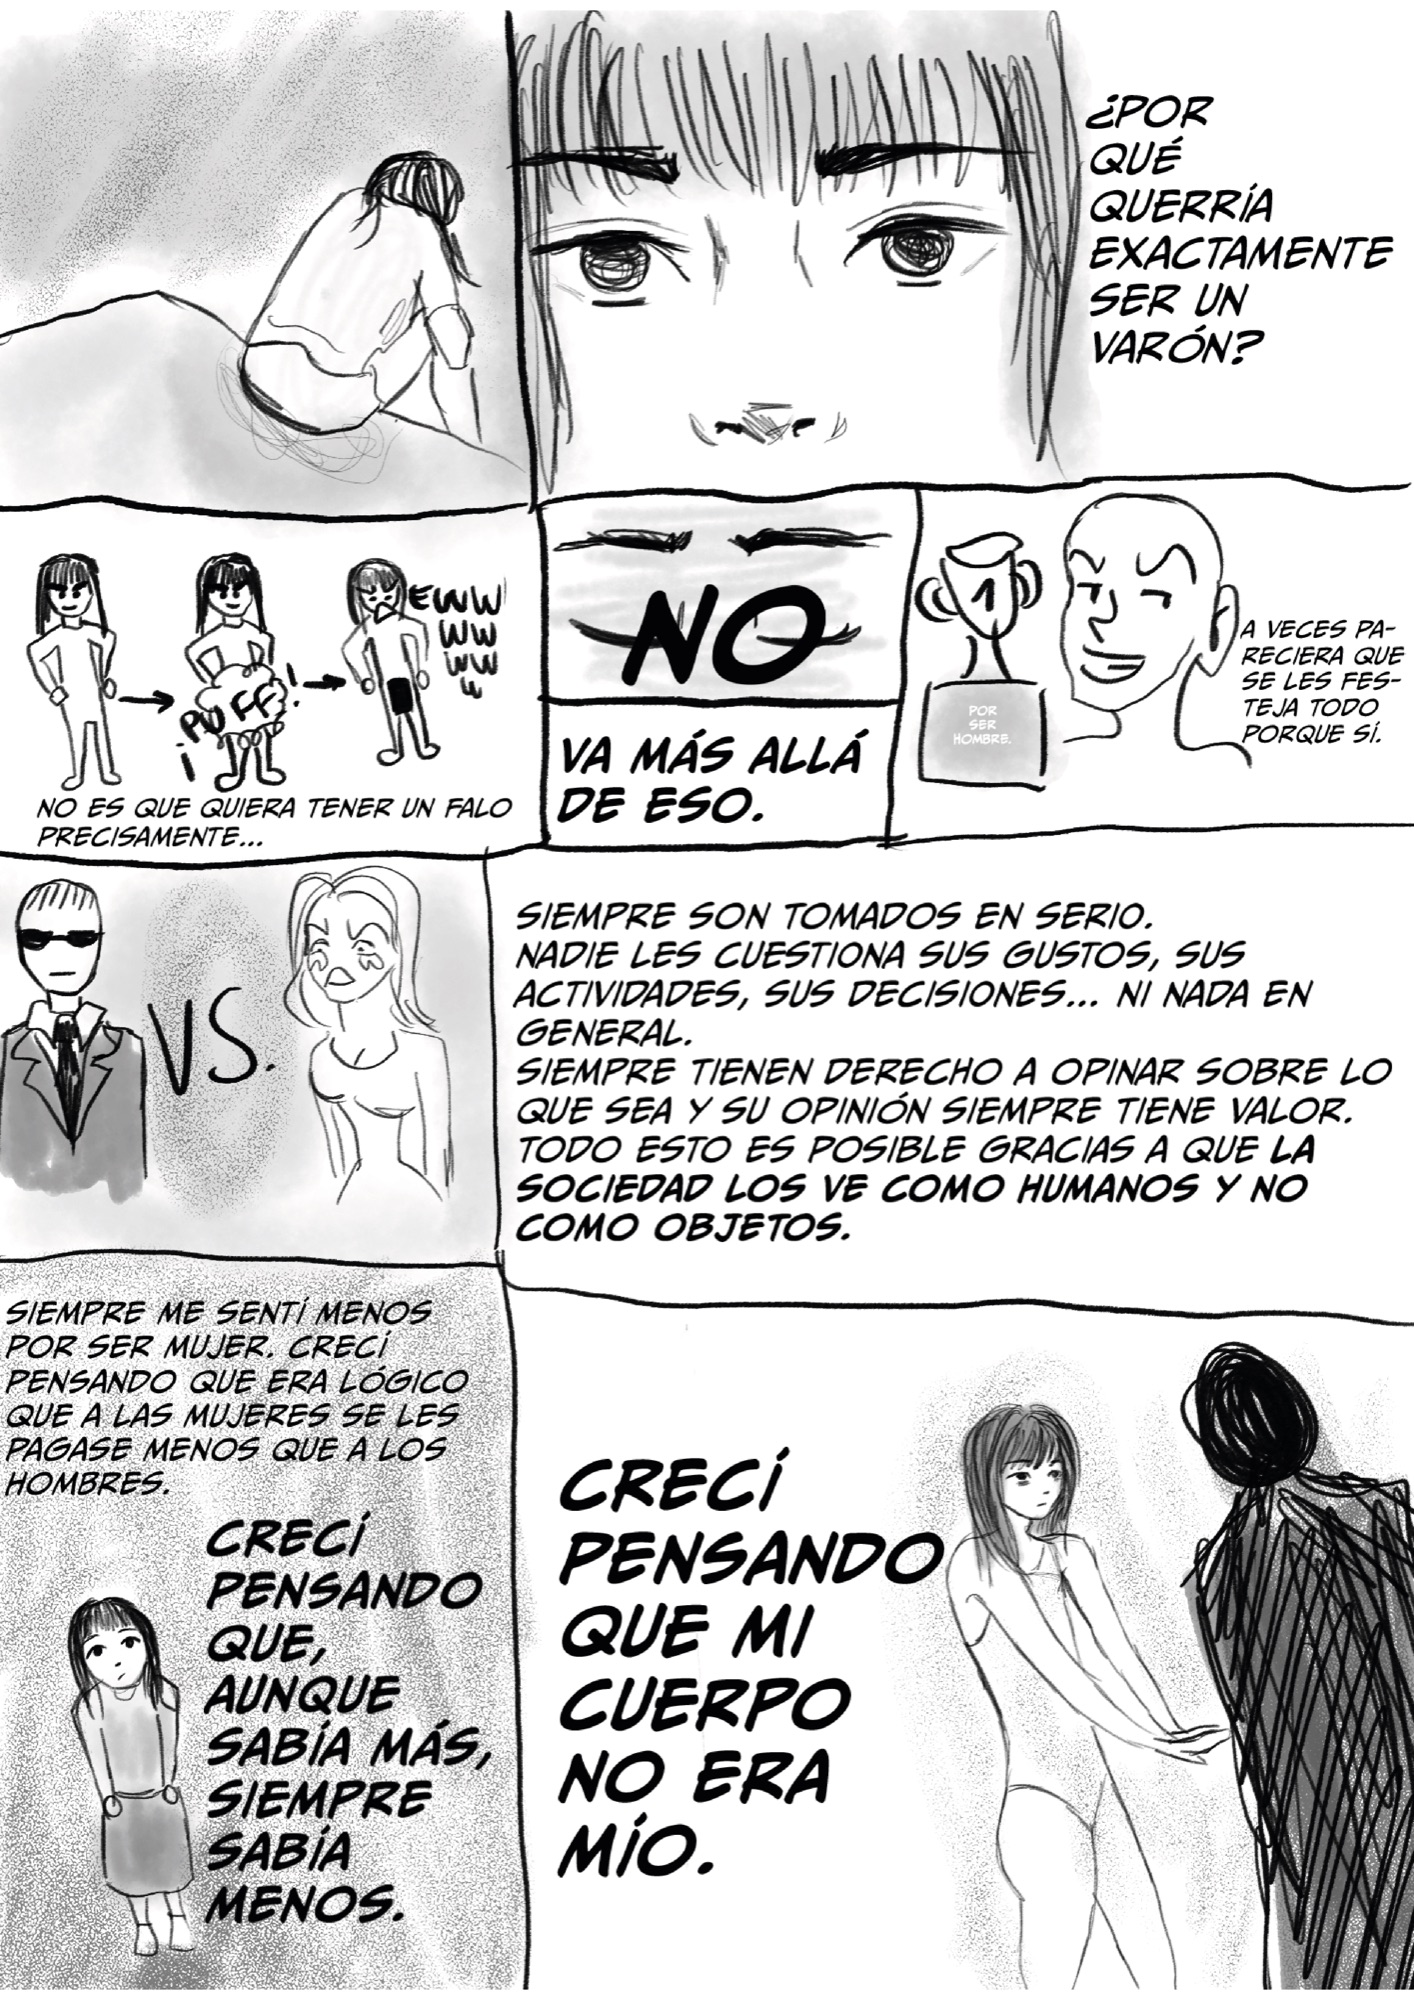 ¿POR
QUÉ
QUERRÍA
EXACTAMENTE
SER UN
VARÓN?
¡PUFF!
EWWW
WWW
WWW
W
NO ES QUE QUIERA TENER UN FALO
PRECISAMENTE...
NO
VA MÁS ALLÁ
DE ESO.
1
POR
SER
HOMBRE.
A VECES PA-
RECIERA QUE
SE LES FES-
TEJA TODO
PORQUE SÍ.
VS.
SIEMPRE SON TOMADOS EN SERIO.
NADIE LES CUESTIONA SUS GUSTOS, SUS
ACTIVIDADES, SUS DECISIONES... NI NADA EN
GENERAL.
SIEMPRE TIENEN DERECHO A OPINAR SOBRE LO
QUE SEA Y SU OPINIÓN SIEMPRE TIENE VALOR.
TODO ESTO ES POSIBLE GRACIAS A QUE LA
SOCIEDAD LOS VE COMO HUMANOS Y NO
COMO OBJETOS.
SIEMPRE ME SENTÍ MENOS
POR SER MUJER. CRECÍ
PENSANDO QUE ERA LÓGICO
QUE A LAS MUJERES SE LES
PAGASE MENOS QUE A LOS
HOMBRES.
CRECÍ
PENSANDO
QUE,
AUNQUE
SABÍA MÁS,
SIEMPRE
SABÍA
MENOS.
CRECÍ
PENSANDO
QUE MI
CUERPO
NO ERA
MÍO.